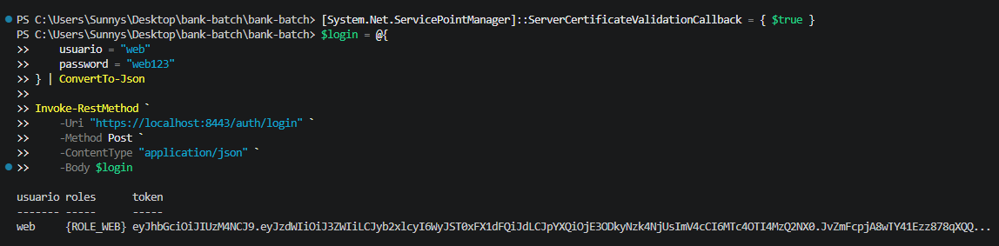 PS C:\Users\Sunnys\Desktop\bank-batch\bank-batch> [System.Net.ServicePointManager]::ServerCertificateValidationCallback = { $true }
PS C:\Users\Sunnys\Desktop\bank-batch\bank-batch> $login = @{
>>     usuario = "web"
>>     password = "web123"
>> } | ConvertTo-Json
>>
>> Invoke-RestMethod `
>>     -Uri "https://localhost:8443/auth/login" `
>>     -Method Post `
>>     -ContentType "application/json" `
>>     -Body $login
usuario roles      token
------- -----      -----
web     {ROLE_WEB} eyJhbGciOiJIUzM4NCJ9.eyJzdWIiOiJ3ZWIiLCJyb2xlcyI6WyJST0xFX1dFQiJdLCJpYXQiOjE3ODkyNzk4NjUsImV4cCI6MTc4OTI4MzQ2NX0.JvZmFcpjA8wTY41Ezz878qXQQ...